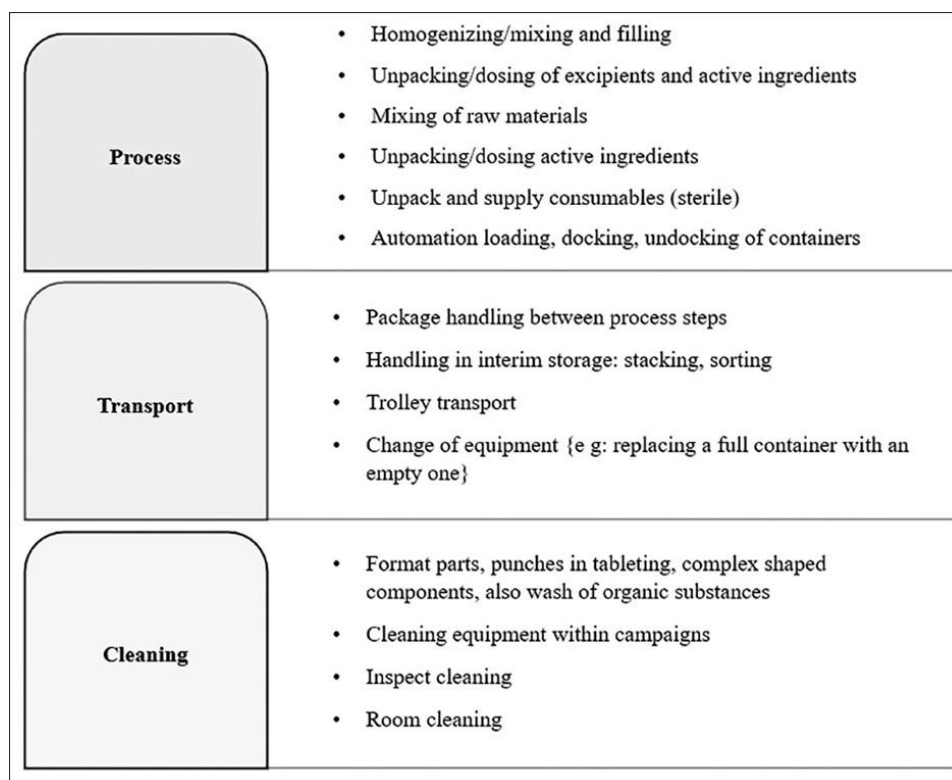 Process
• Homogenizing/mixing and filling
• Unpacking/dosing of excipients and active ingredients
• Mixing of raw materials
• Unpacking/dosing active ingredients
• Unpack and supply consumables (sterile)
• Automation loading, docking, undocking of containers
Transport
• Package handling between process steps
• Handling in interim storage: stacking, sorting
• Trolley transport
• Change of equipment {e g: replacing a full container with an
empty one}
Cleaning
• Format parts, punches in tableting, complex shaped
components, also wash of organic substances
• Cleaning equipment within campaigns
• Inspect cleaning
• Room cleaning